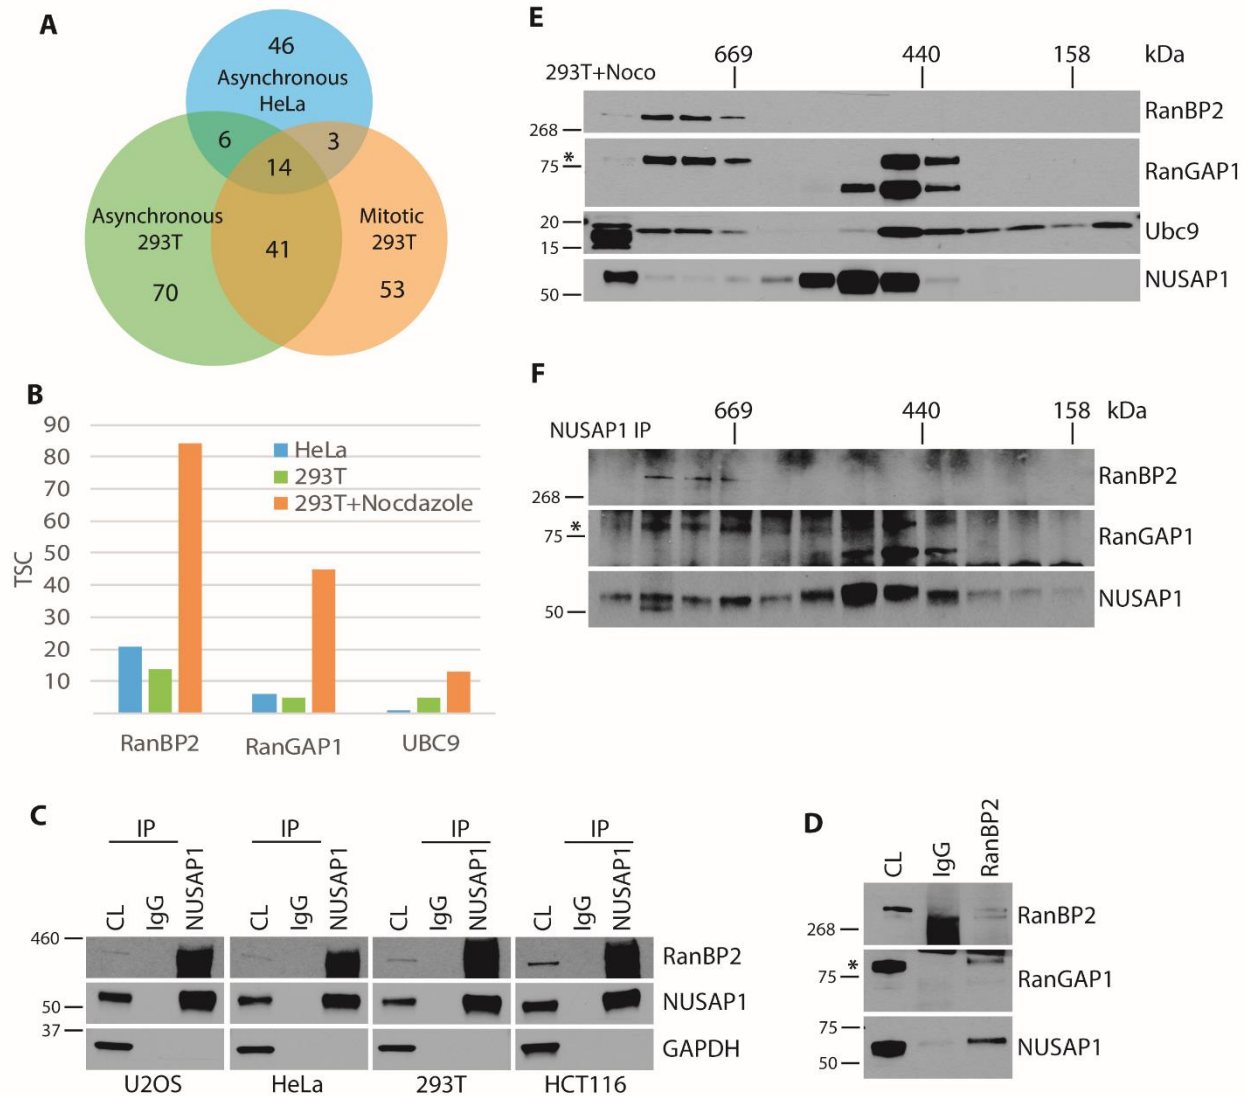 A
46
Asynchronous
HeLa
6
3
14
Asynchronous
293T
Mitotic
293T
41
70
53
B
90
80
70
60
50
40
30
20
10
TSC
HeLa
293T
293T+Nocdazole
RanBP2
RanGAP1
UBC9
C
IP
IP
IP
IP
CL
IgG
NUSAP1
CL
IgG
NUSAP1
CL
IgG
NUSAP1
CL
IgG
NUSAP1
460
RanBP2
50
NUSAP1
37
GAPDH
U2OS
HeLa
293T
HCT116
D
CL
IgG
RanBP2
268
RanBP2
*
75
RanGAP1
75
50
NUSAP1
E
293T+Noco
669
440
158
kDa
268
RanBP2
*
75
RanGAP1
20
15
Ubc9
50
NUSAP1
F
NUSAP1 IP
669
440
158
kDa
268
RanBP2
*
75
RanGAP1
50
NUSAP1